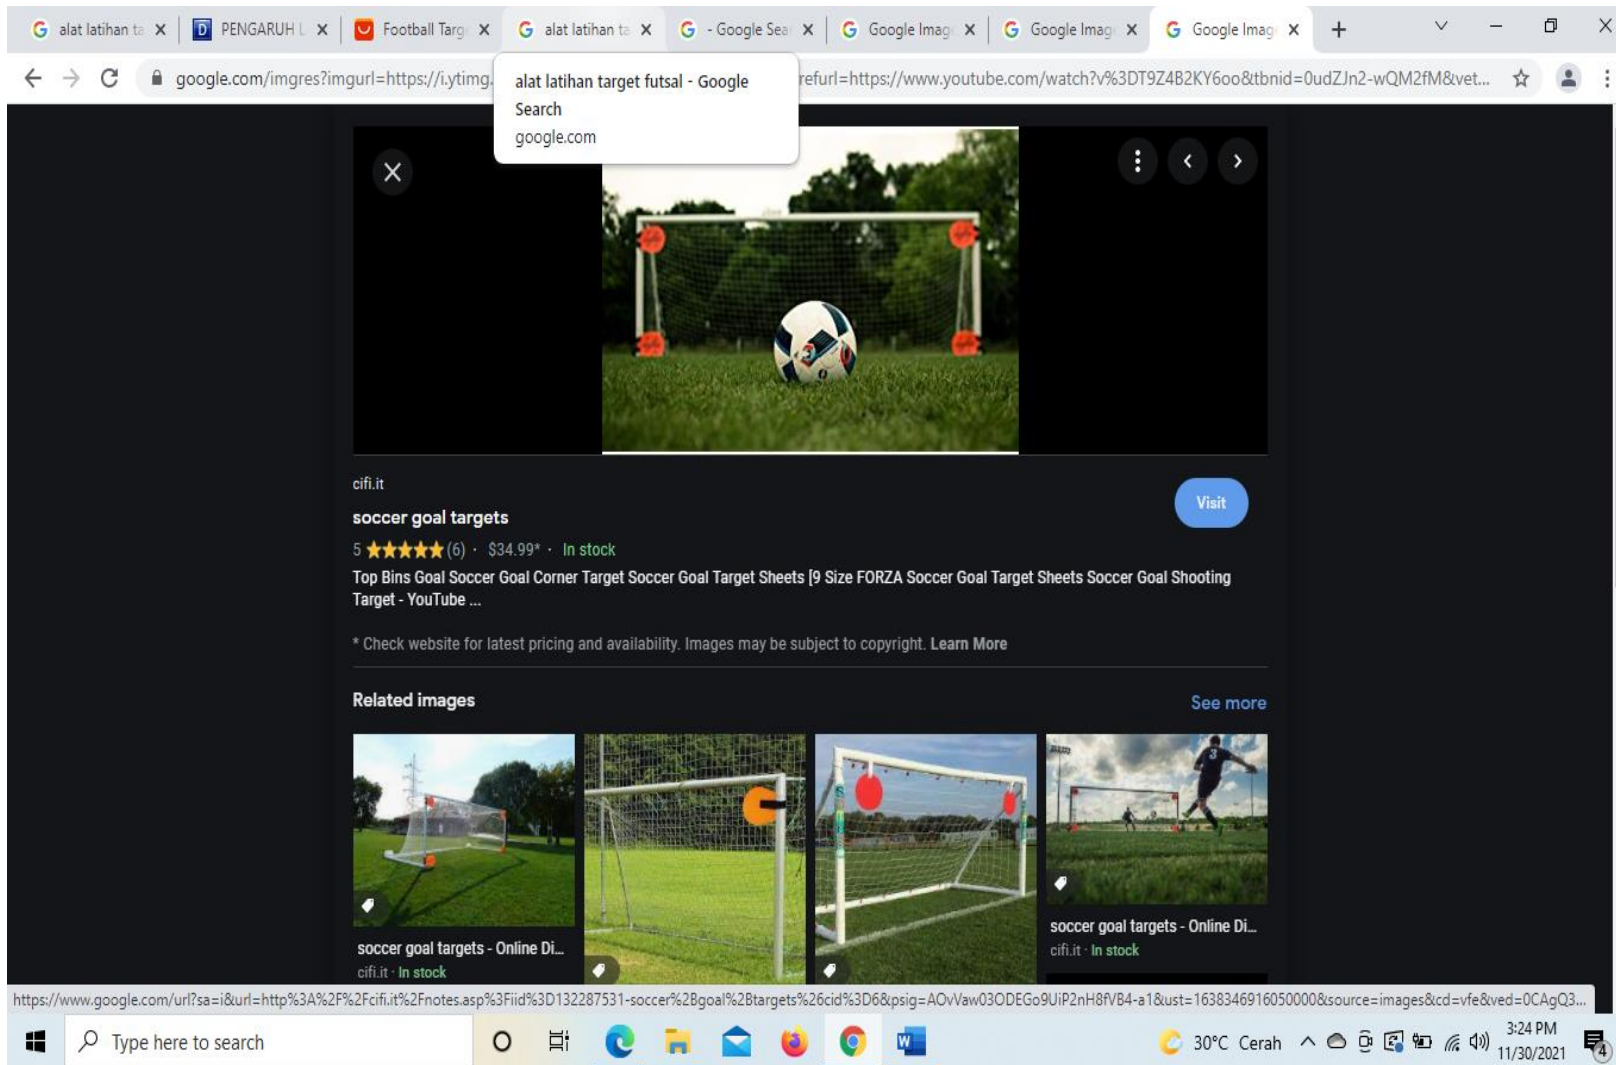 alat latihan ta
PENGARUH L
Football Targe
alat latihan ta
- Google Sear
Google Imag
Google Imag
Google Imag
google.com/imgres?imgurl=https://i.ytimg.
refurl=https://www.youtube.com/watch?v%3DT9Z4B2KY6oo&tbnid=0udZJn2-wQM2fM&vet...
alat latihan target futsal - Google
Search
google.com
cifi.it
Visit
soccer goal targets
5 ★★★★★ (6) · $34.99* · In stock
Top Bins Goal Soccer Goal Corner Target Soccer Goal Target Sheets [9 Size FORZA Soccer Goal Target Sheets Soccer Goal Shooting
Target - YouTube ...
* Check website for latest pricing and availability. Images may be subject to copyright. Learn More
Related images
See more
soccer goal targets - Online Di...
cifi.it · In stock
soccer goal targets - Online Di...
cifi.it · In stock
https://www.google.com/url?sa=i&url=http%3A%2F%2Fcifi.it%2Fnotes.asp%3Fiid%3D132287531-soccer%2Bgoal%2Btargets%26cid%3D6&psig=AOvVaw03ODEGo9UiP2nH8fVB4-a1&ust=1638346916050000&source=images&cd=vfe&ved=0CAgQ3...
Type here to search
30°C Cerah
3:24 PM
11/30/2021
4